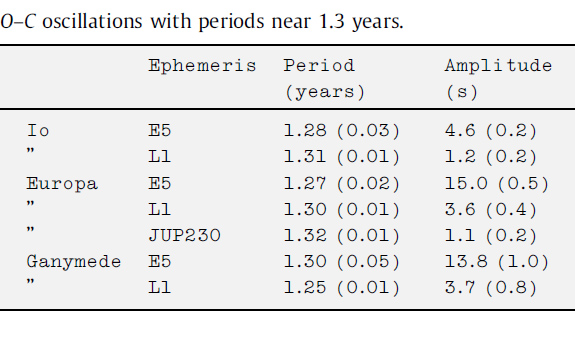 O–C oscillations with periods near 1.3 years.
Ephemeris Period Amplitude
(years) (s)
Io E5 1.28 (0.03) 4.6 (0.2)
” L1 1.31 (0.01) 1.2 (0.2)
Europa E5 1.27 (0.02) 15.0 (0.5)
” L1 1.30 (0.01) 3.6 (0.4)
” JUP230 1.32 (0.01) 1.1 (0.2)
Ganymede E5 1.30 (0.05) 13.8 (1.0)
” L1 1.25 (0.01) 3.7 (0.8)